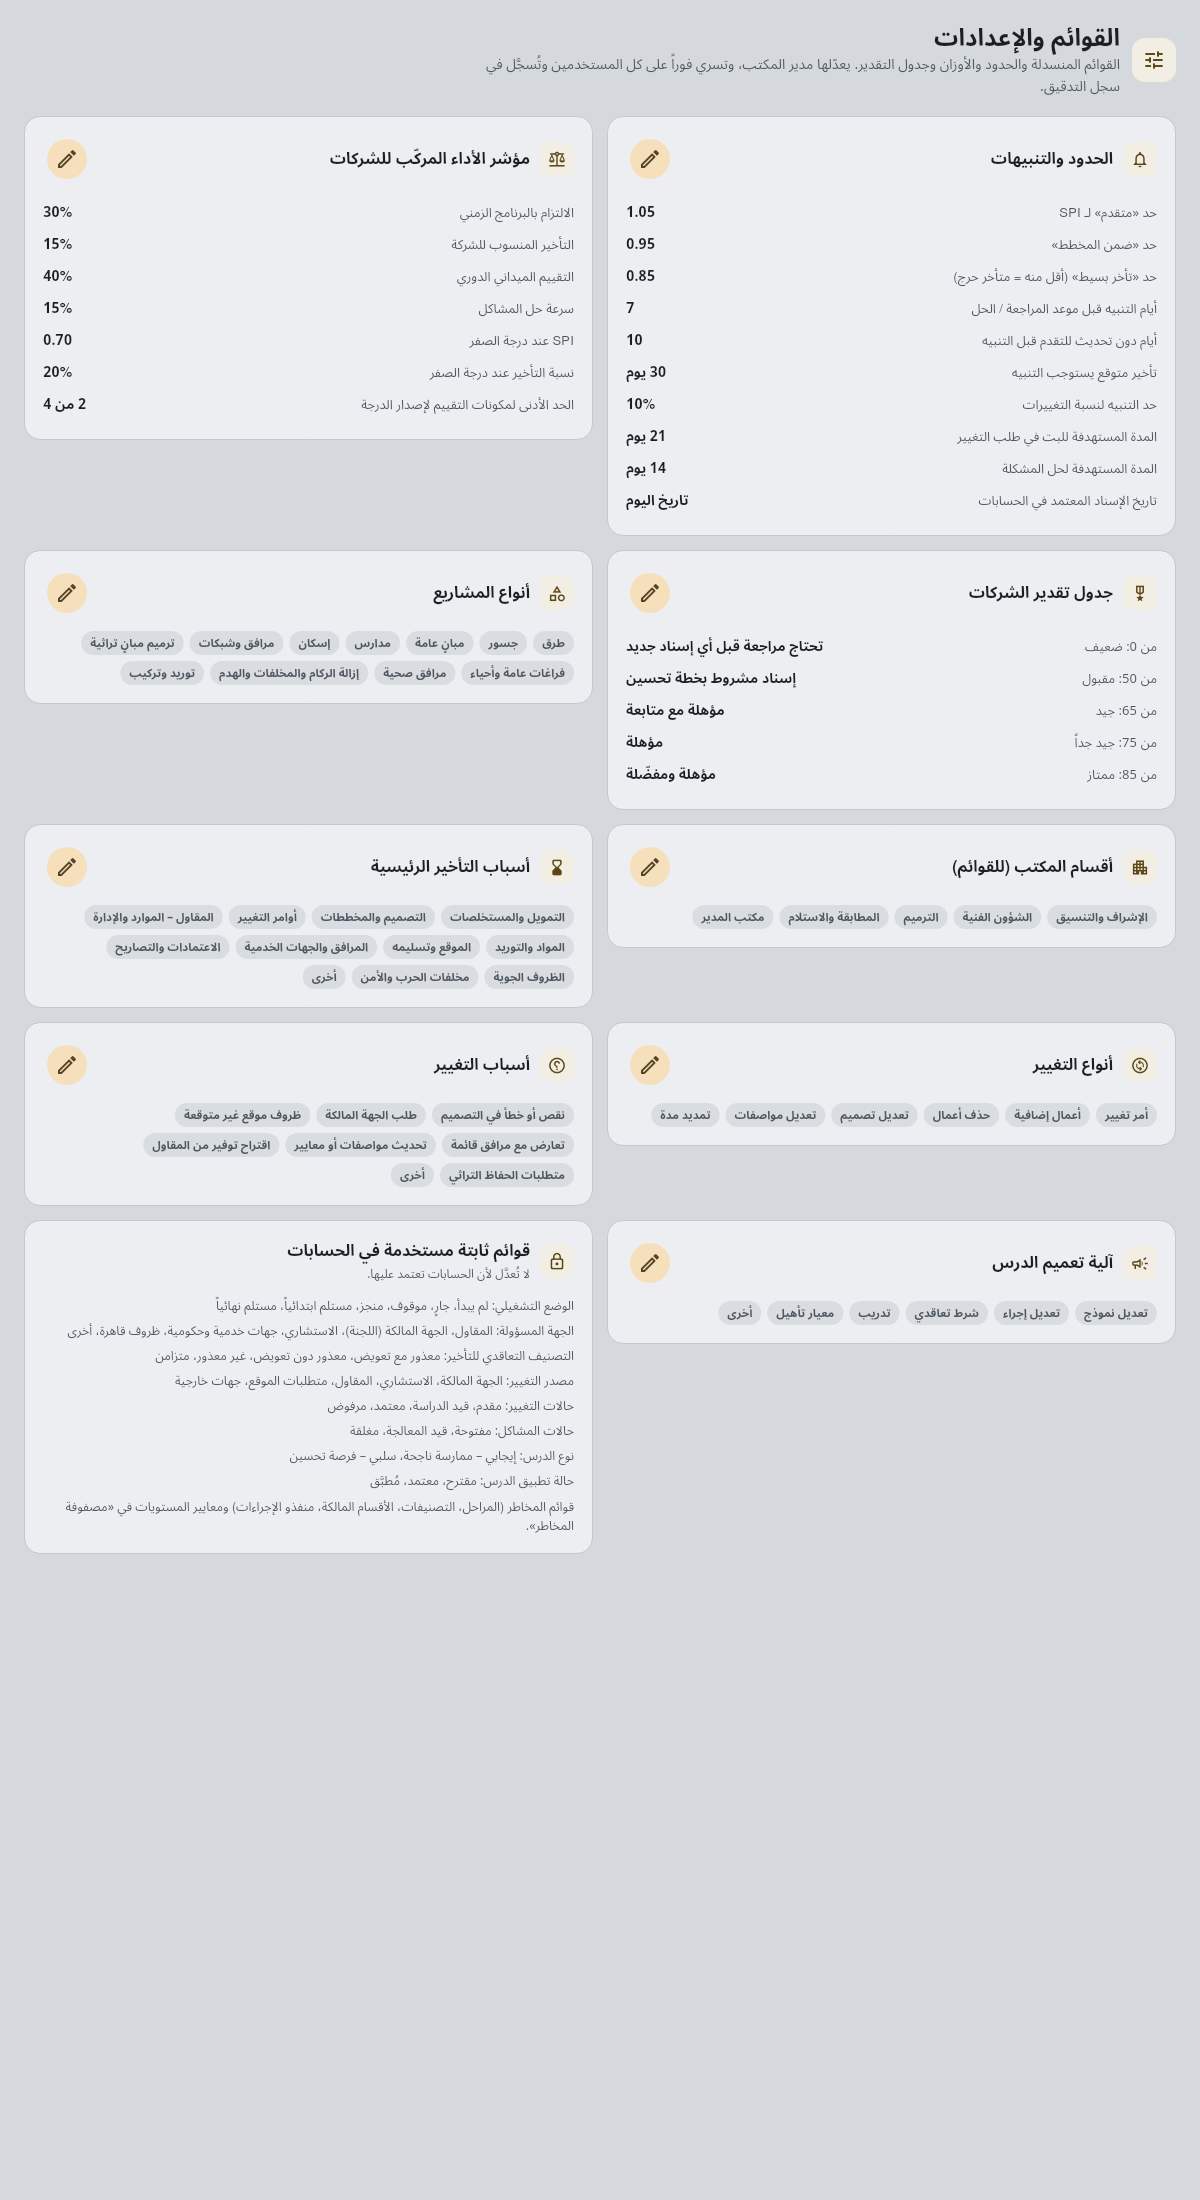 القوائم والإعدادات
القوائم المنسدلة والحدود والأوزان وجدول التقدير. يعدّلها مدير المكتب، وتسري فوراً على كل المستخدمين وتُسجَّل في
سجل التدقيق.
الحدود والتنبيهات
حد «متقدم» لـ SPI 1.05
حد «ضمن المخطط» 0.95
حد «تأخر بسيط» (أقل منه = متأخر حرج) 0.85
أيام التنبيه قبل موعد المراجعة / الحل 7
أيام دون تحديث للتقدم قبل التنبيه 10
تأخير متوقع يستوجب التنبيه 30 يوم
حد التنبيه لنسبة التغييرات 10%
المدة المستهدفة للبت في طلب التغيير 21 يوم
المدة المستهدفة لحل المشكلة 14 يوم
تاريخ الإسناد المعتمد في الحسابات تاريخ اليوم
مؤشر الأداء المركّب للشركات
الالتزام بالبرنامج الزمني 30%
التأخير المنسوب للشركة 15%
التقييم الميداني الدوري 40%
سرعة حل المشاكل 15%
SPI عند درجة الصفر 0.70
نسبة التأخير عند درجة الصفر 20%
الحد الأدنى لمكونات التقييم لإصدار الدرجة 2 من 4
جدول تقدير الشركات
من 0: ضعيف تحتاج مراجعة قبل أي إسناد جديد
من 50: مقبول إسناد مشروط بخطة تحسين
من 65: جيد مؤهلة مع متابعة
من 75: جيد جداً مؤهلة
من 85: ممتاز مؤهلة ومفضّلة
أنواع المشاريع
طرق جسور مبانٍ عامة مدارس إسكان مرافق وشبكات ترميم مبانٍ تراثية
فراغات عامة وأحياء مرافق صحية إزالة الركام والمخلفات والهدم توريد وتركيب
أقسام المكتب (للقوائم)
الإشراف والتنسيق الشؤون الفنية الترميم المطابقة والاستلام مكتب المدير
أسباب التأخير الرئيسية
التمويل والمستخلصات التصميم والمخططات أوامر التغيير المقاول – الموارد والإدارة
المواد والتوريد الموقع وتسليمه المرافق والجهات الخدمية الاعتمادات والتصاريح
الظروف الجوية مخلفات الحرب والأمن أخرى
أنواع التغيير
أمر تغيير أعمال إضافية حذف أعمال تعديل تصميم تعديل مواصفات تمديد مدة
أسباب التغيير
نقص أو خطأ في التصميم طلب الجهة المالكة ظروف موقع غير متوقعة
تعارض مع مرافق قائمة تحديث مواصفات أو معايير اقتراح توفير من المقاول
متطلبات الحفاظ التراثي أخرى
آلية تعميم الدرس
تعديل نموذج تعديل إجراء شرط تعاقدي تدريب معيار تأهيل أخرى
قوائم ثابتة مستخدمة في الحسابات
لا تُعدَّل لأن الحسابات تعتمد عليها.
الوضع التشغيلي: لم يبدأ، جارٍ، موقوف، منجز، مستلم ابتدائياً، مستلم نهائياً
الجهة المسؤولة: المقاول، الجهة المالكة (اللجنة)، الاستشاري، جهات خدمية وحكومية، ظروف قاهرة، أخرى
التصنيف التعاقدي للتأخير: معذور مع تعويض، معذور دون تعويض، غير معذور، متزامن
مصدر التغيير: الجهة المالكة، الاستشاري، المقاول، متطلبات الموقع، جهات خارجية
حالات التغيير: مقدم، قيد الدراسة، معتمد، مرفوض
حالات المشاكل: مفتوحة، قيد المعالجة، مغلقة
نوع الدرس: إيجابي – ممارسة ناجحة، سلبي – فرصة تحسين
حالة تطبيق الدرس: مقترح، معتمد، مُطبَّق
قوائم المخاطر (المراحل، التصنيفات، الأقسام المالكة، منفذو الإجراءات) ومعايير المستويات في «مصفوفة
المخاطر».